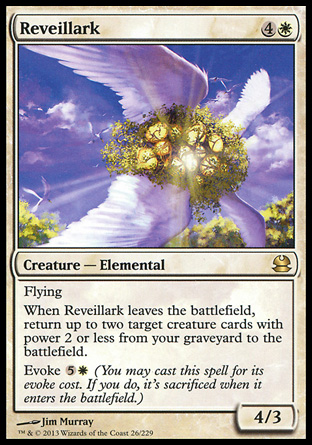 Reveillark 4
Creature — Elemental
Flying
When Reveillark leaves the battlefield,
return up to two target creature cards with
power 2 or less from your graveyard to the
battlefield.
Evoke 5 (You may cast this spell for its
evoke cost. If you do, it's sacrificed when it
enters the battlefield.)
4/3
Jim Murray
™ & © 2013 Wizards of the Coast 26/229